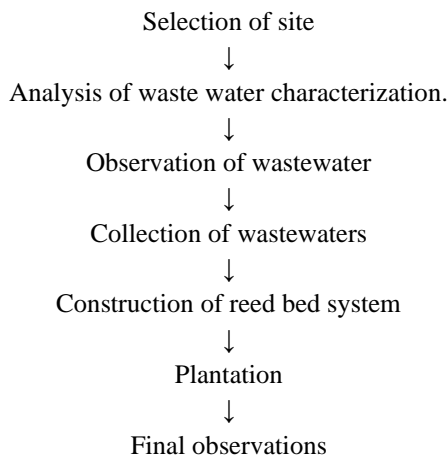 Selection of site
↓
Analysis of waste water characterization.
↓
Observation of wastewater
↓
Collection of wastewaters
↓
Construction of reed bed system
↓
Plantation
↓
Final observations